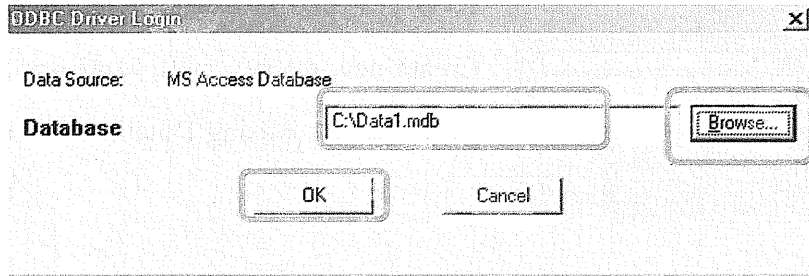 ODBC Driver Login
Data Source: MS Access Database
Database C:\Data1.mdb Browse...
OK Cancel